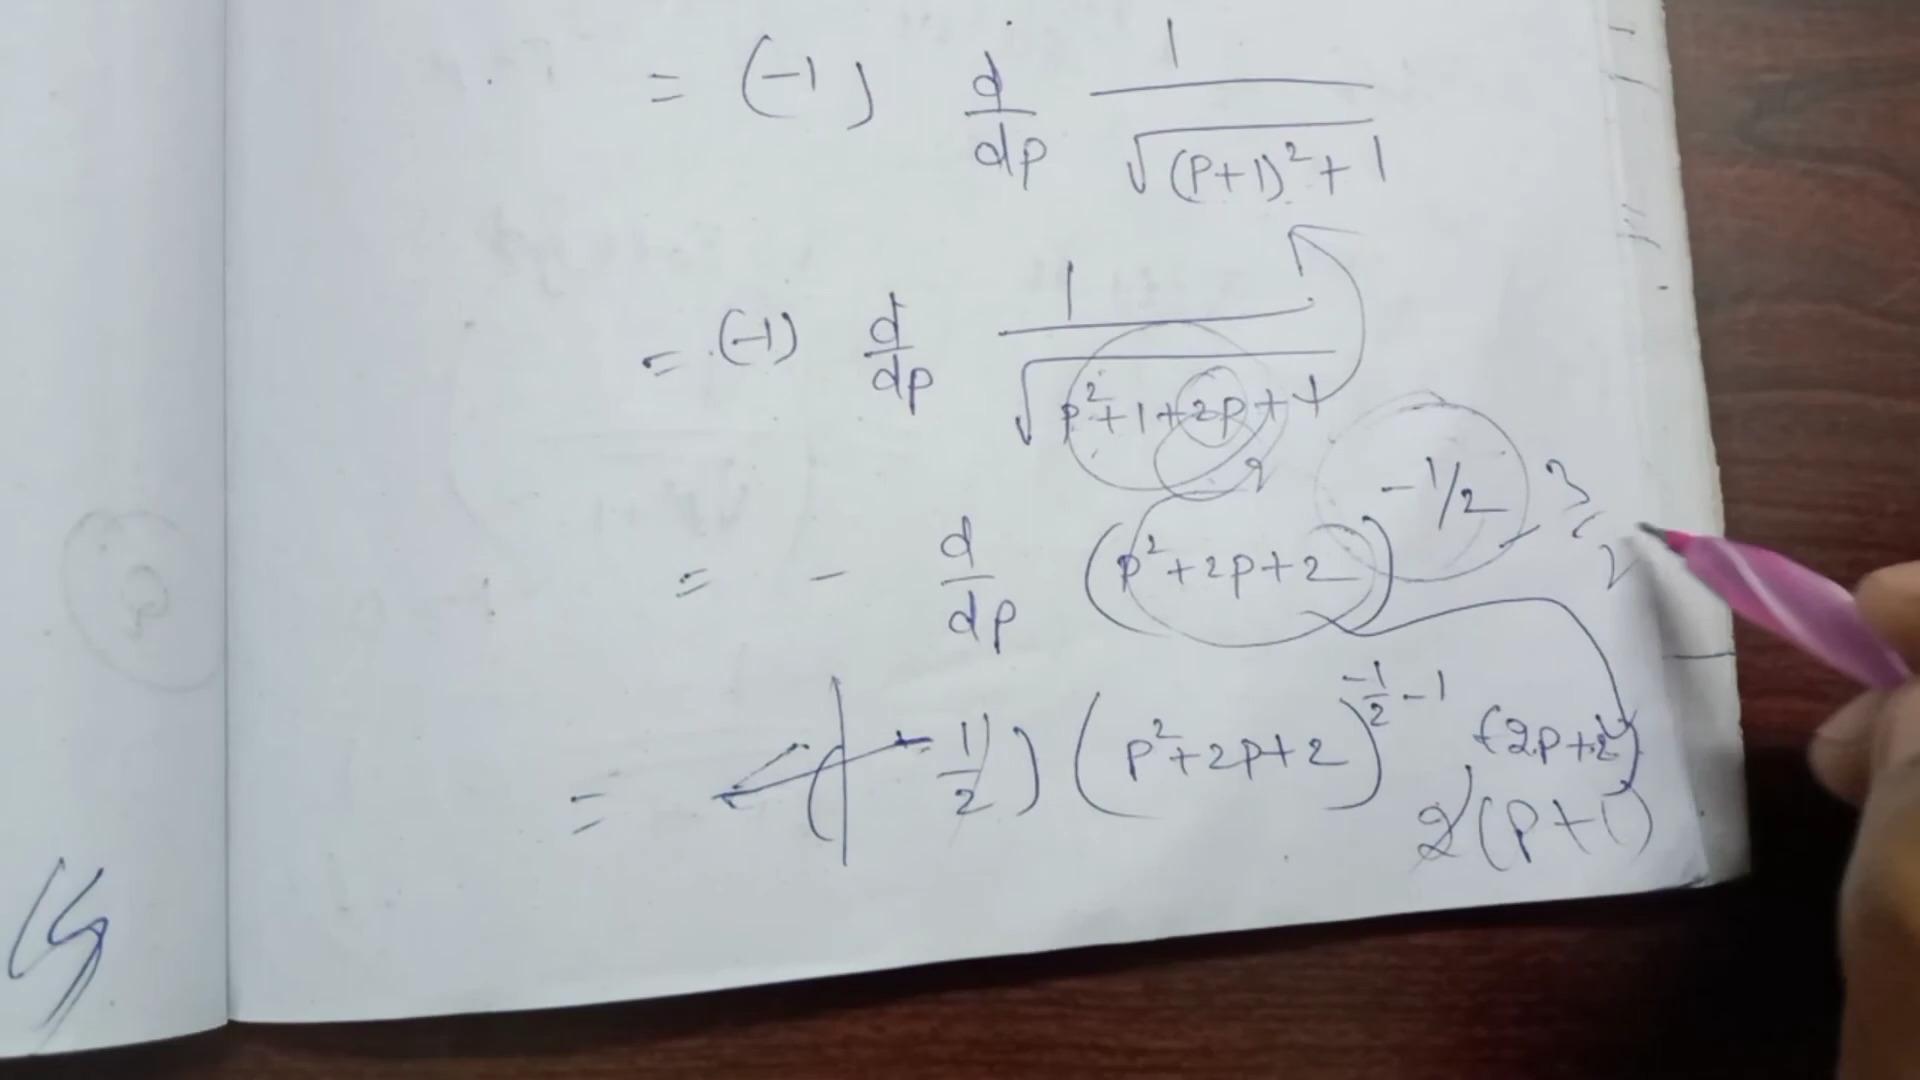 = (-1) d/dp 1/√((P+1)²+1)
= (-1) d/dp 1/√(p²+1+2p+1)
= - d/dp (p²+2p+2)^(-1/2)
= -(-1/2) (p²+2p+2)^(-1/2-1) (2p+2)
2(P+1)